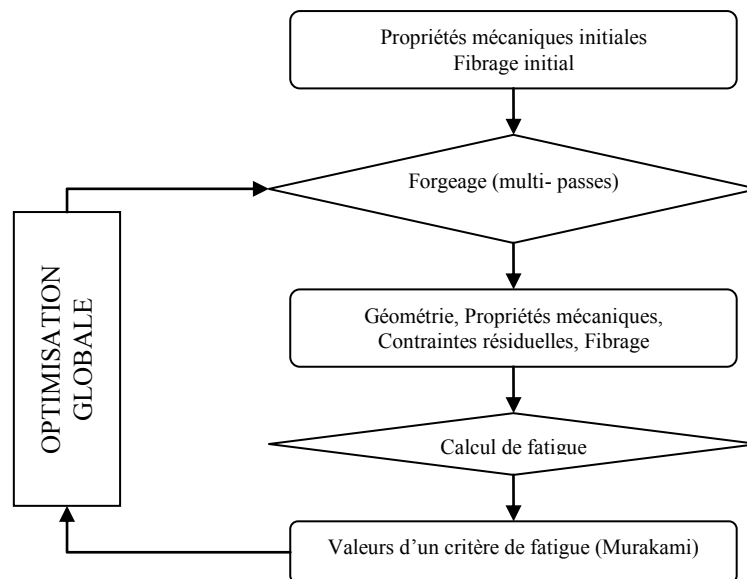 Propriétés mécaniques initiales
Fibrage initial
Forgeage (multi- passes)
Géométrie, Propriétés mécaniques,
Contraintes résiduelles, Fibrage
Calcul de fatigue
Valeurs d’un critère de fatigue (Murakami)
OPTIMISATION
GLOBALE